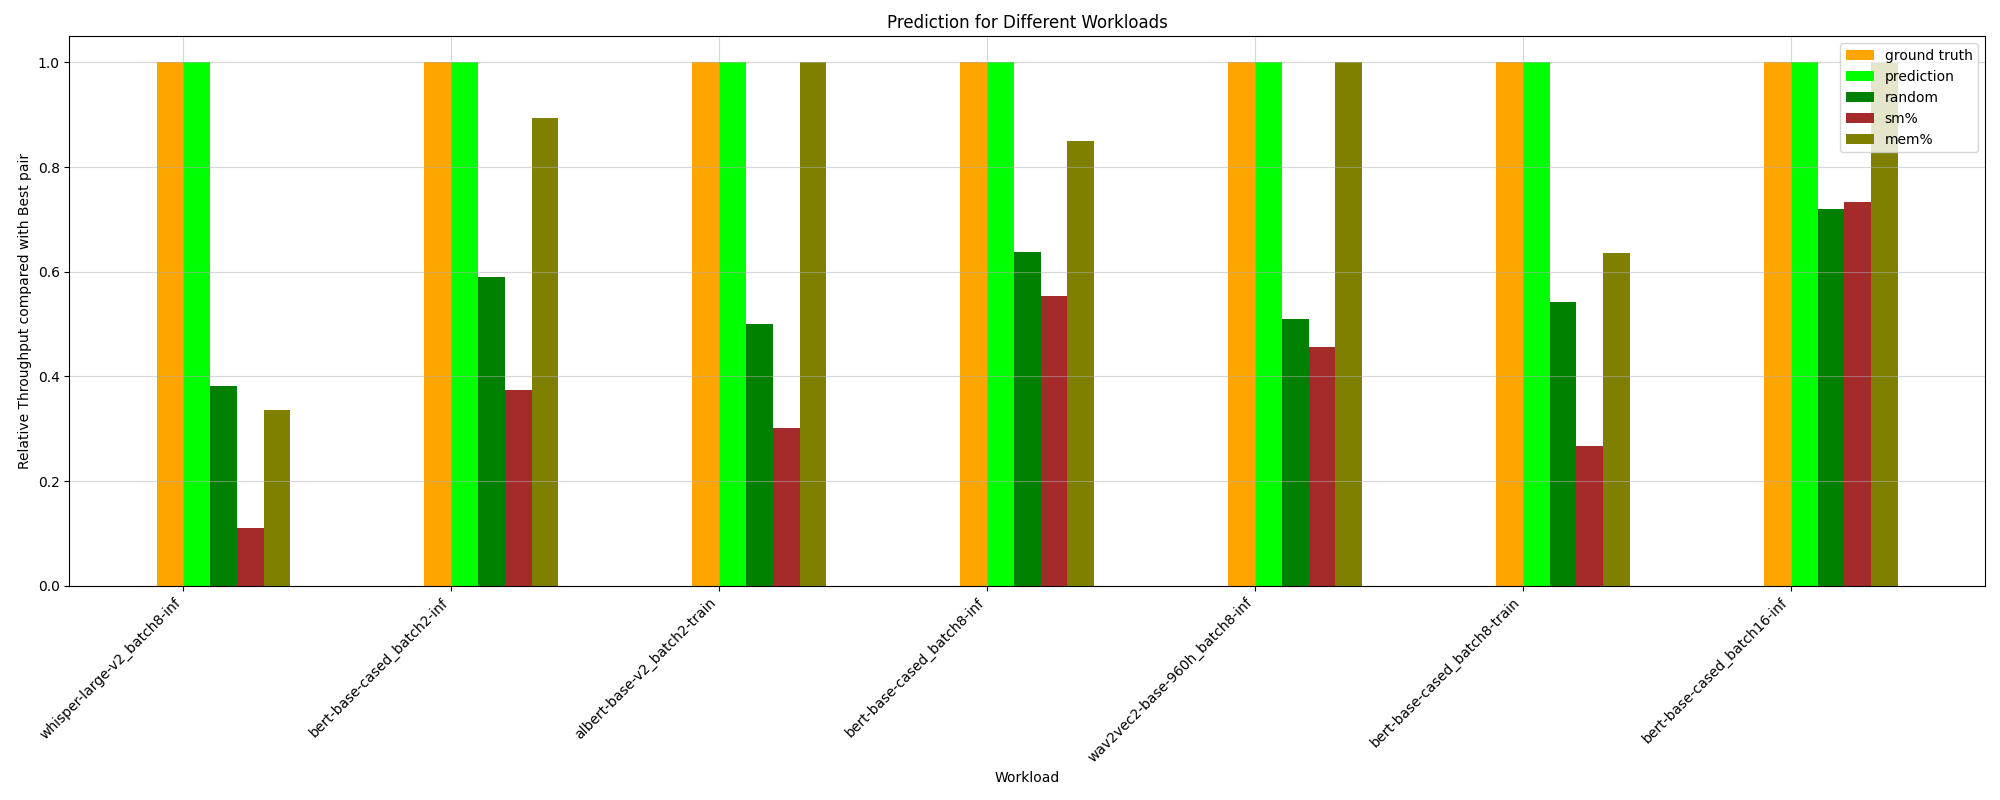 Prediction for Different Workloads
Relative Throughput compared with Best pair
1.0
0.8
0.6
0.4
0.2
0.0
ground truth
prediction
random
sm%
mem%
whisper-large-v2_batch8-inf
bert-base-cased_batch2-inf
albert-base-v2_batch2-train
bert-base-cased_batch8-inf
wav2vec2-base-960h_batch8-inf
bert-base-cased_batch8-train
bert-base-cased_batch16-inf
Workload